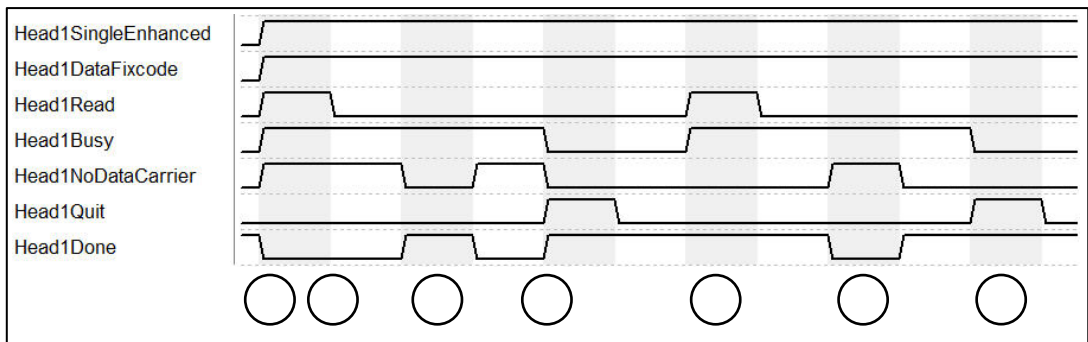 Head1SingleEnhanced
Head1DataFixcode
Head1Read
Head1Busy
Head1NoDataCarrier
Head1Quit
Head1Done